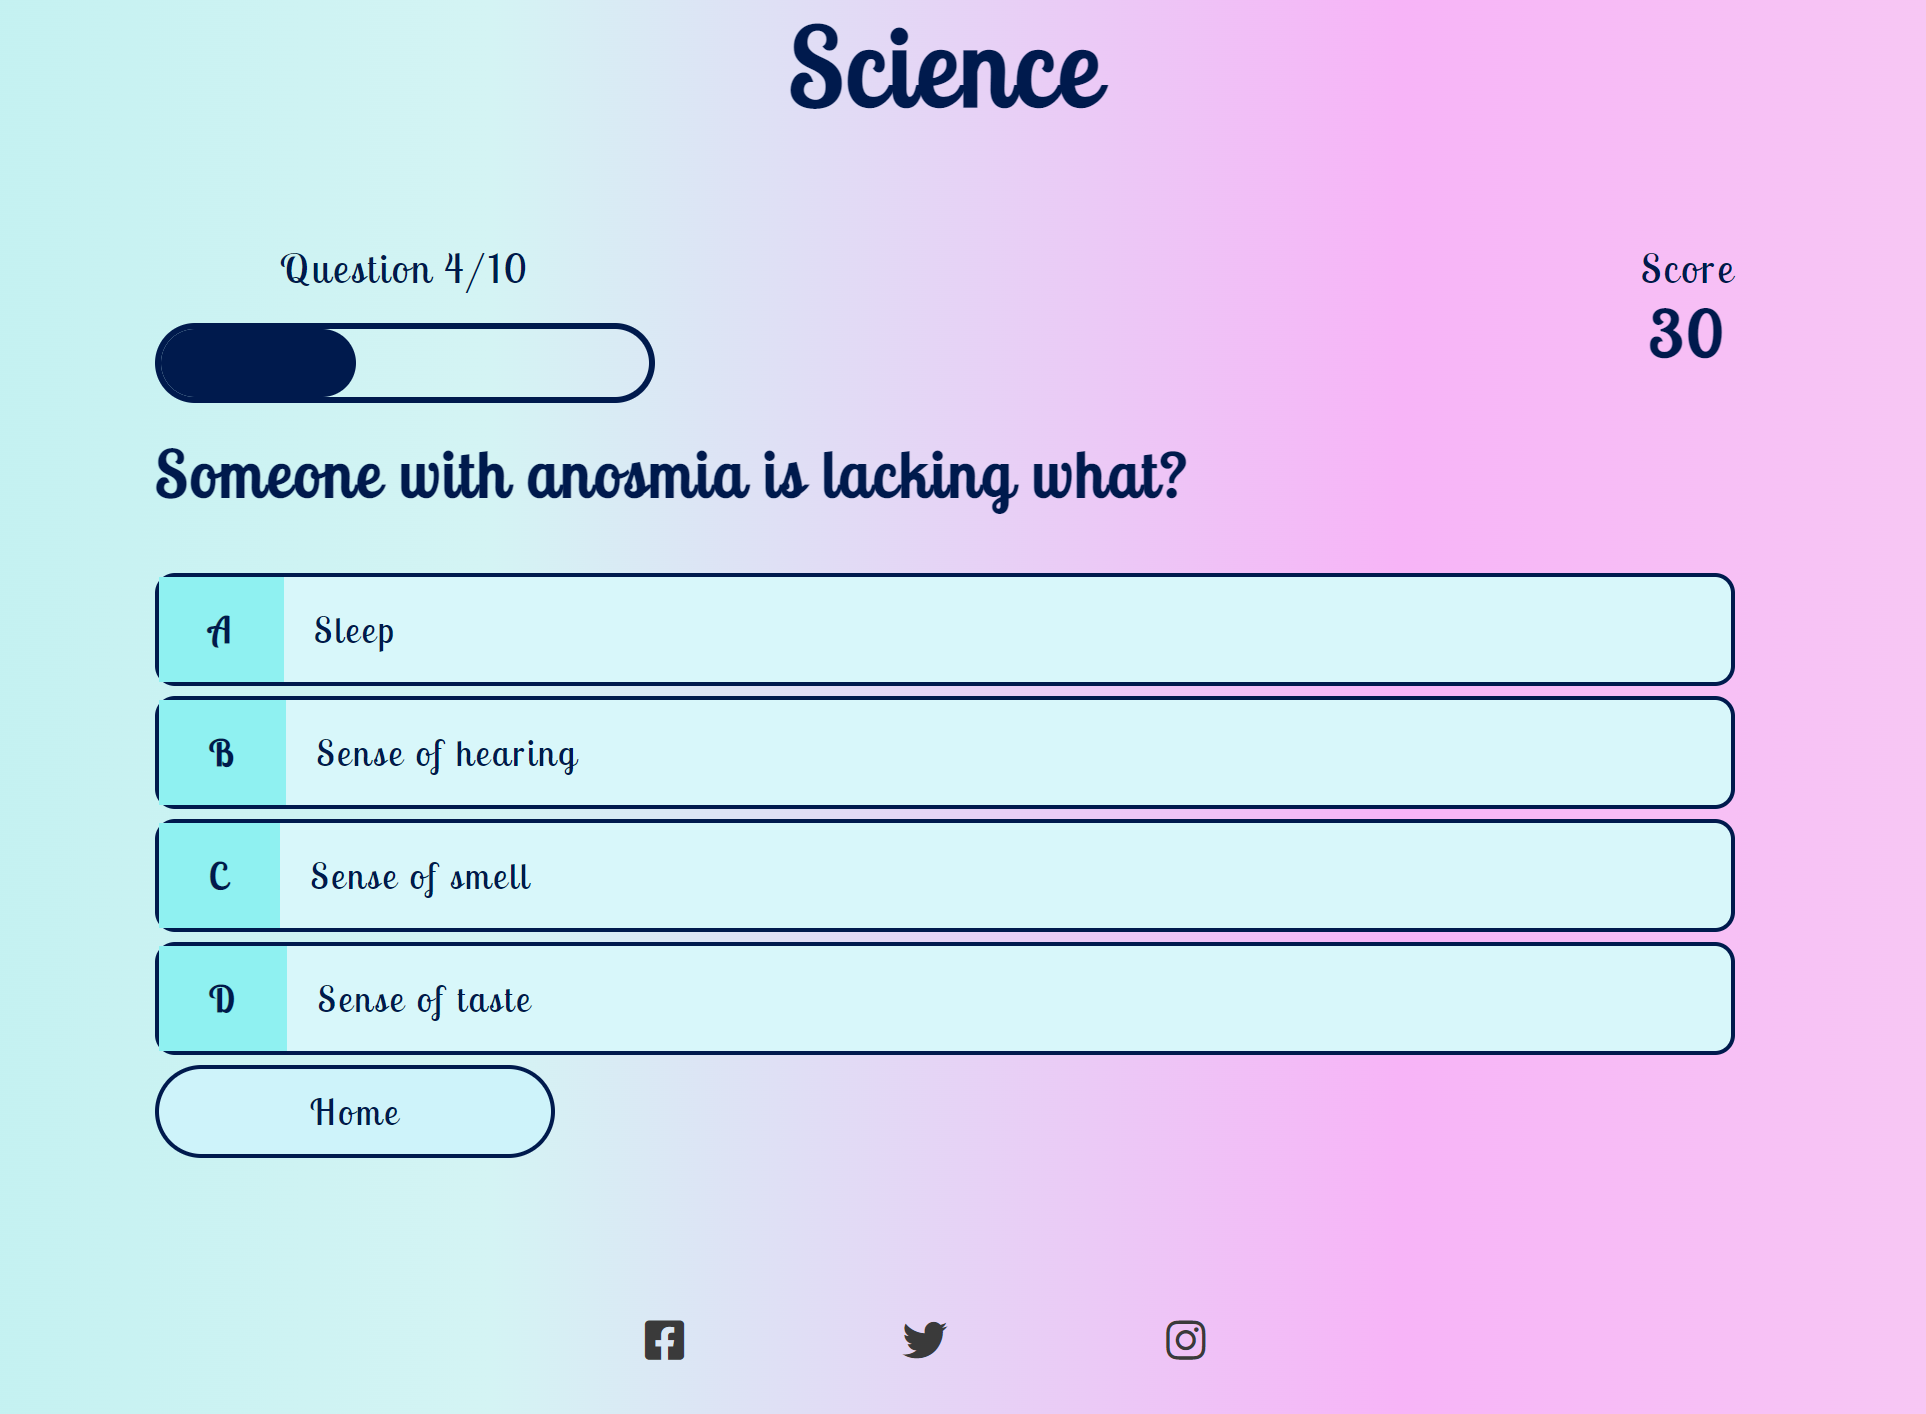 Science
Question 4/10
Score
30
Someone with anosmia is lacking what?
A Sleep
B Sense of hearing
C Sense of smell
D Sense of taste
Home